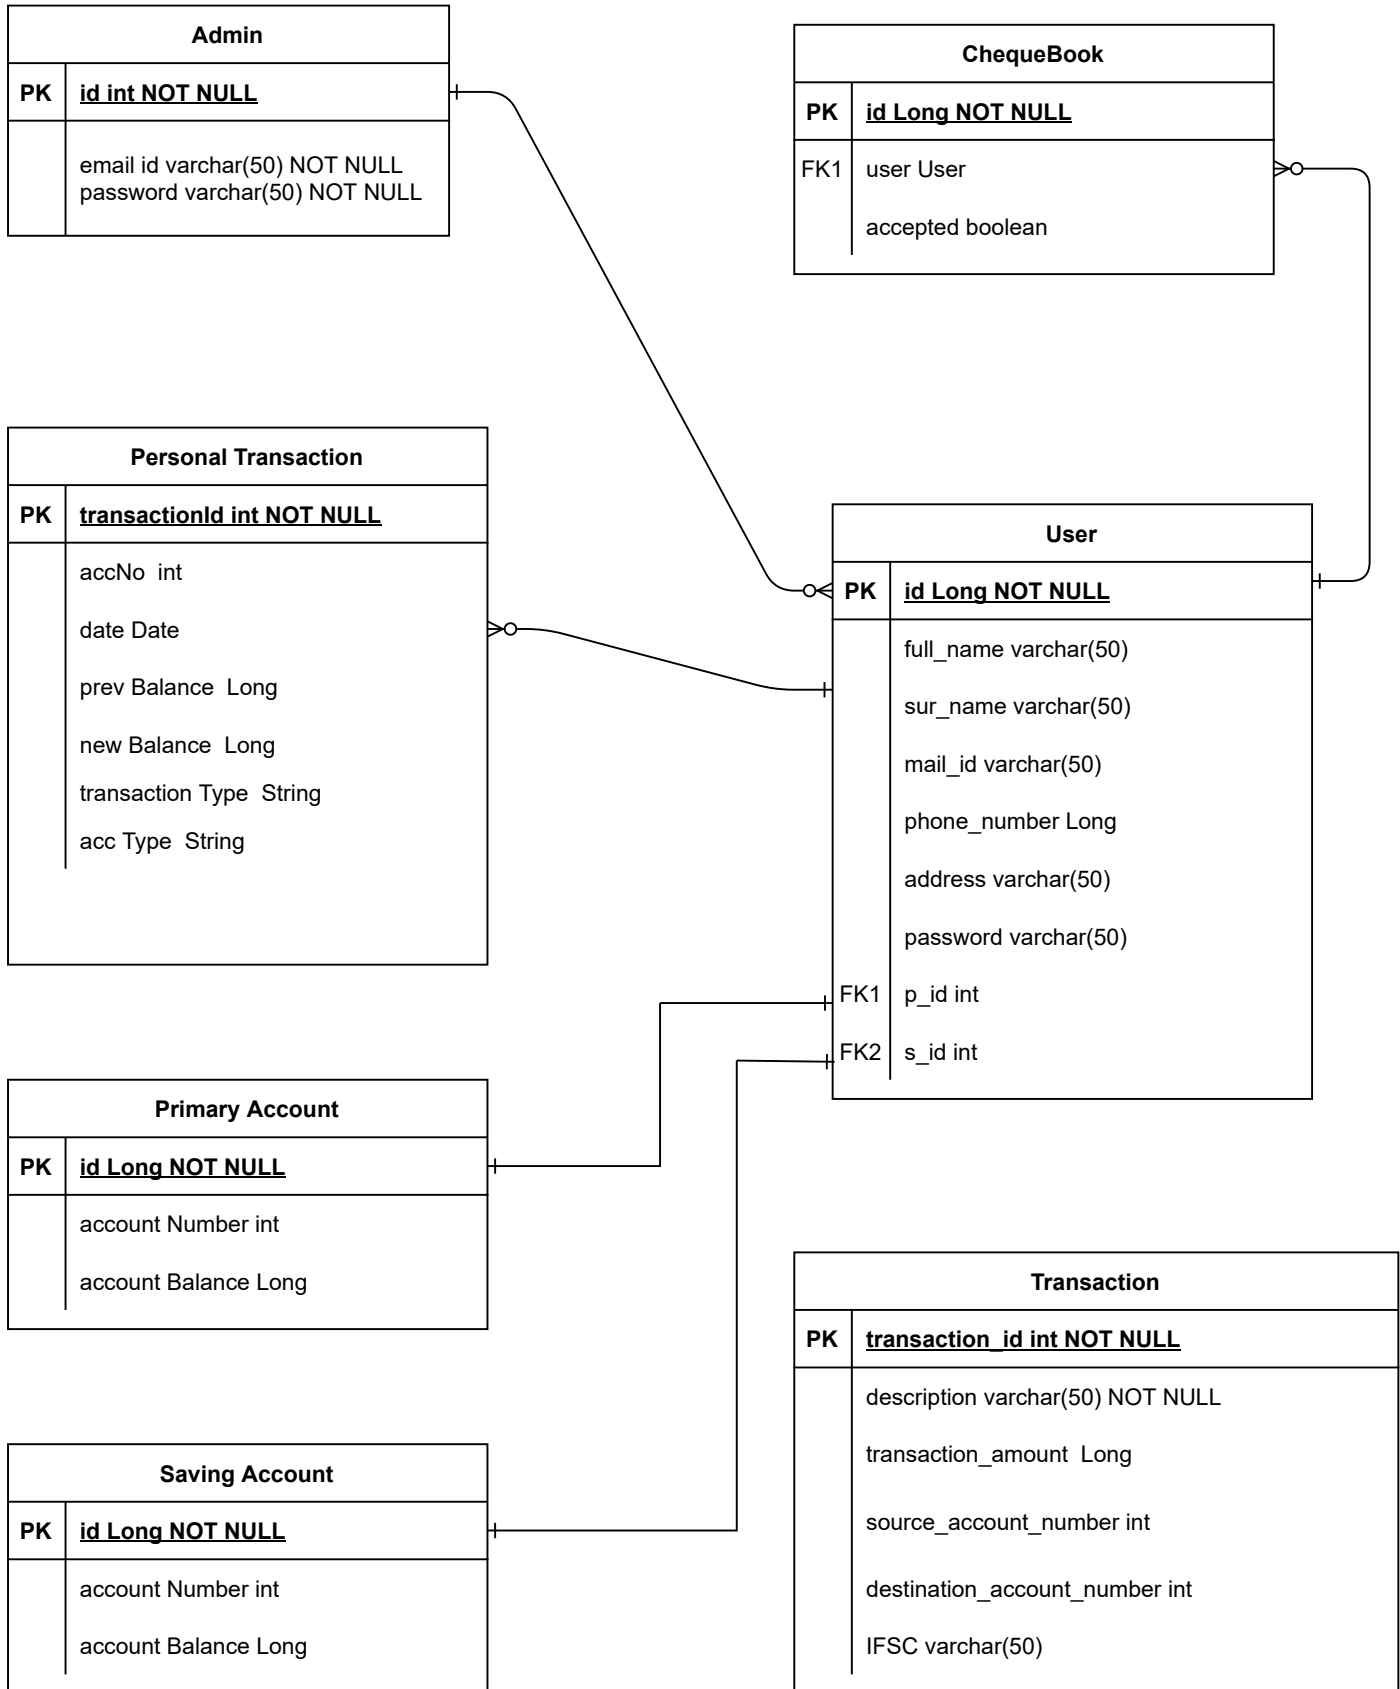 Admin
PK id int NOT NULL
email id varchar(50) NOT NULL
password varchar(50) NOT NULL
ChequeBook
PK id Long NOT NULL
FK1 user User
accepted boolean
Personal Transaction
PK transactionId int NOT NULL
accNo  int
date Date
prev Balance  Long
new Balance  Long
transaction Type  String
acc Type  String
User
PK id Long NOT NULL
full_name varchar(50)
sur_name varchar(50)
mail_id varchar(50)
phone_number Long
address varchar(50)
password varchar(50)
FK1 p_id int
FK2 s_id int
Primary Account
PK id Long NOT NULL
account Number int
account Balance Long
Transaction
PK transaction_id int NOT NULL
description varchar(50) NOT NULL
transaction_amount  Long
source_account_number int
destination_account_number int
IFSC varchar(50)
Saving Account
PK id Long NOT NULL
account Number int
account Balance Long